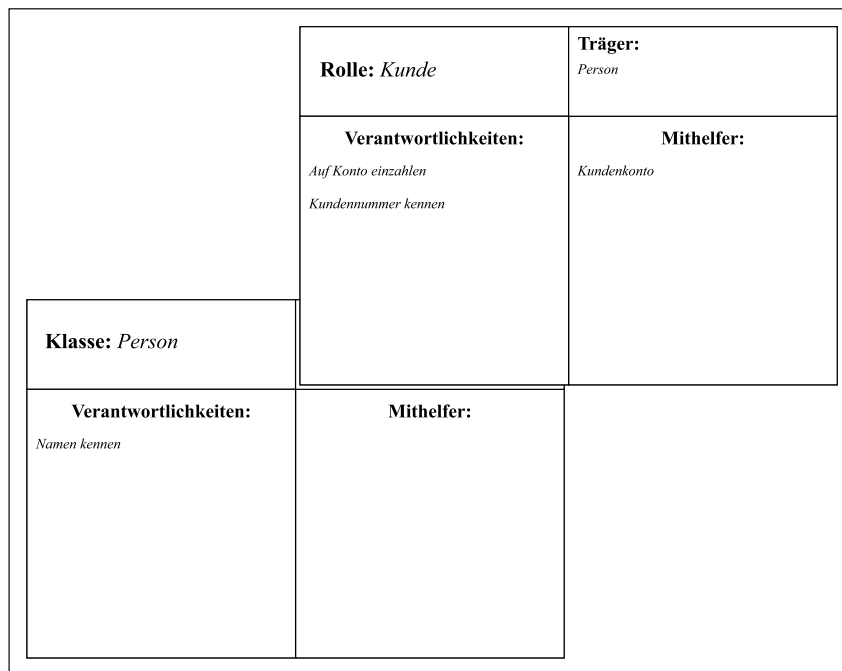 Rolle: Kunde
Träger:
Person
Verantwortlichkeiten:
Auf Konto einzahlen
Kundennummer kennen
Mithelfer:
Kundenkonto
Klasse: Person
Verantwortlichkeiten:
Namen kennen
Mithelfer: